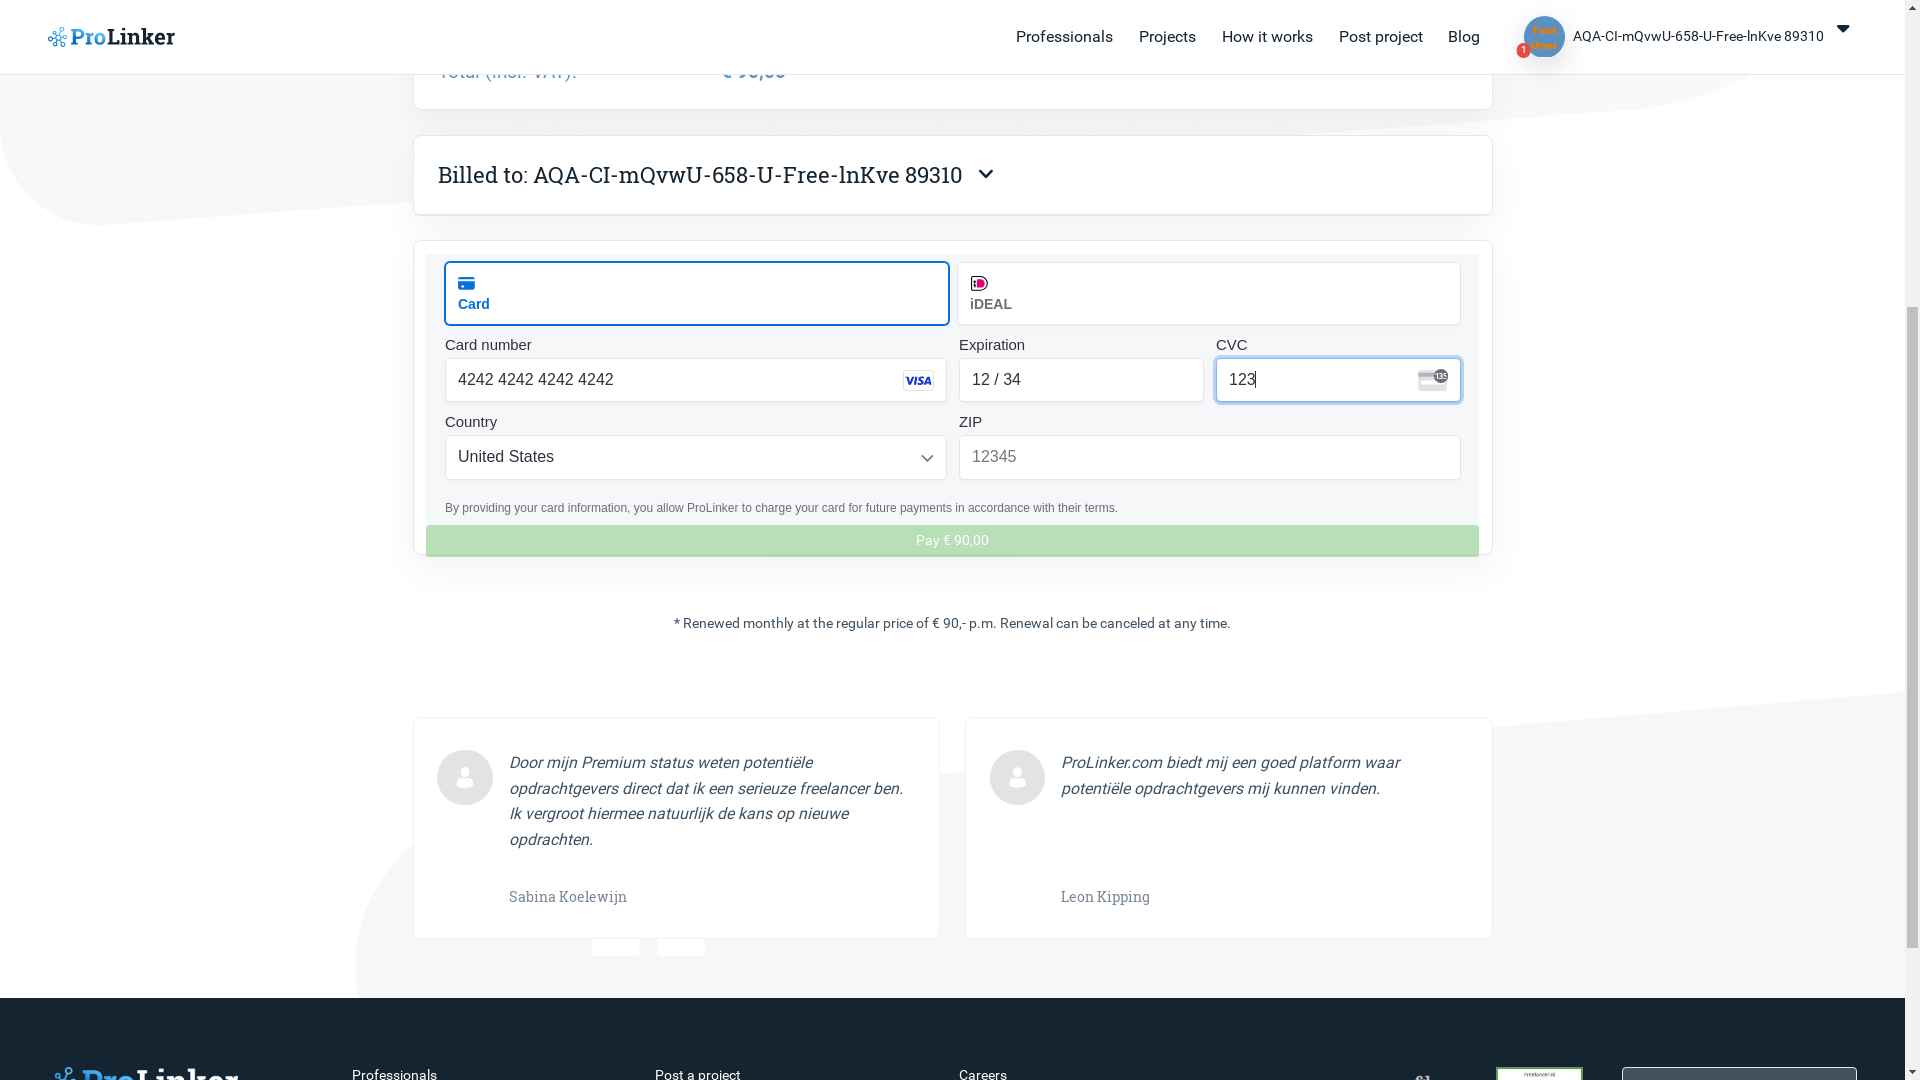 ProLinker
Professionals
Projects
How it works
Post project
Blog
Test
User
1
AQA-CI-mQvwU-658-U-Free-lnKve 89310
Total (incl. VAT):
€ 90,00
Billed to: AQA-CI-mQvwU-658-U-Free-lnKve 89310
Card
iDEAL
Card number
Expiration
CVC
4242 4242 4242 4242
VISA
12 / 34
123
135
Country
ZIP
United States
12345
By providing your card information, you allow ProLinker to charge your card for future payments in accordance with their terms.
Pay € 90,00
* Renewed monthly at the regular price of € 90,- p.m. Renewal can be canceled at any time.
Door mijn Premium status weten potentiële
opdrachtgevers direct dat ik een serieuze freelancer ben.
Ik vergroot hiermee natuurlijk de kans op nieuwe
opdrachten.
Sabina Koelewijn
ProLinker.com biedt mij een goed platform waar
potentiële opdrachtgevers mij kunnen vinden.
Leon Kipping
ProLinker
Professionals
Post a project
Careers
Freelancer.nl